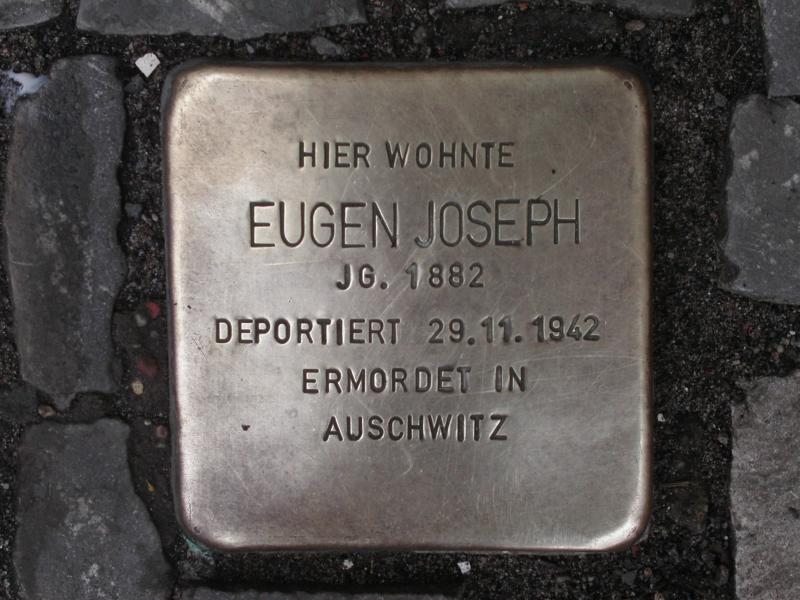 HIER WOHNTE
EUGEN JOSEPH
JG. 1882
DEPORTIERT 29.11.1942
ERMORDET IN
AUSCHWITZ